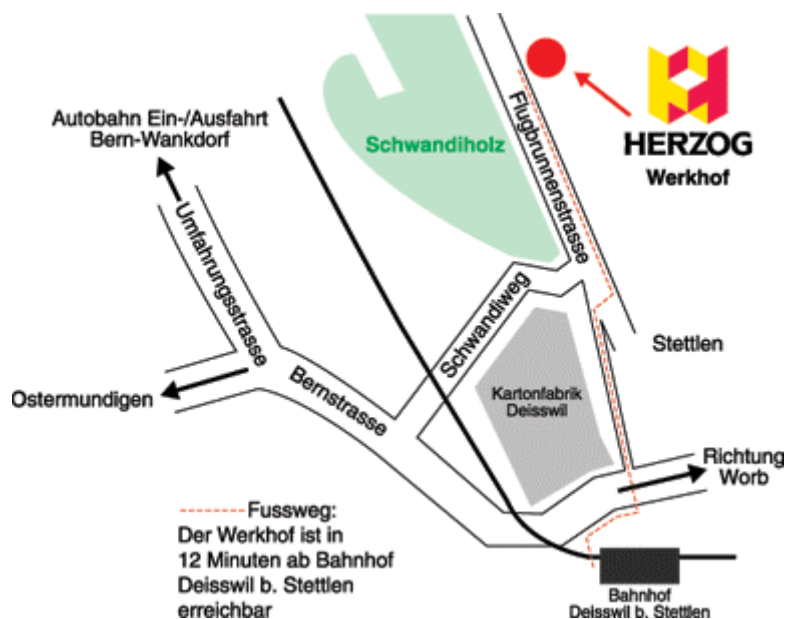 Autobahn Ein-/Ausfahrt
Bern-Wankdorf
Schwandiholz
Flugbrunnenstrasse
HERZOG
Werkhof
Umfahrungsstrasse
Schwandiweg
Stettlen
Ostermundigen
Bernstrasse
Kartonfabrik
Deisswil
Richtung
Worb
Fussweg:
Der Werkhof ist in
12 Minuten ab Bahnhof
Deisswil b. Stettlen
erreichbar
Bahnhof
Deisswil b. Stettlen